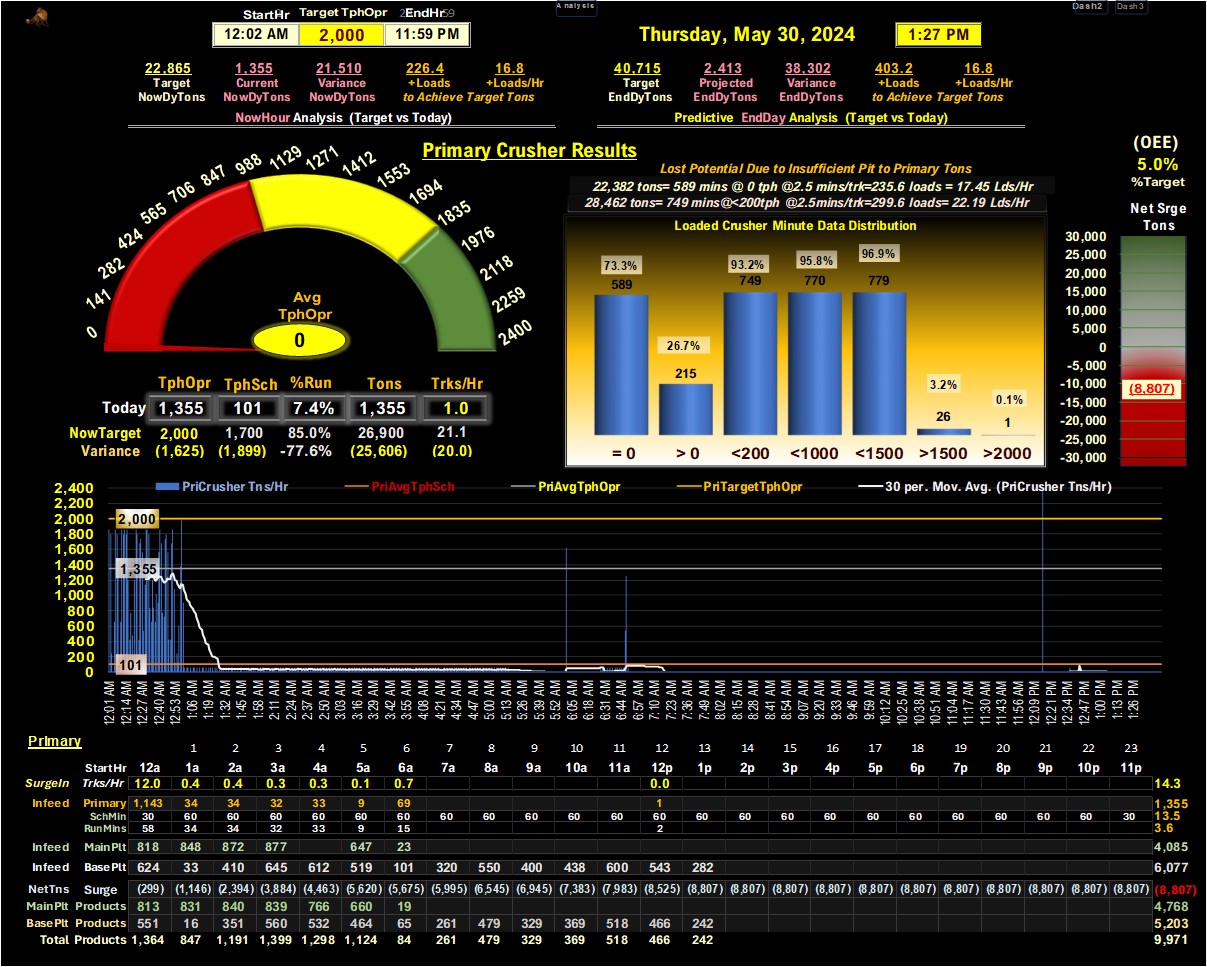 Analysis
Dash2 Dash3
StartHr Target TphOpr EndHr
12:02 AM 2,000 11:59 PM
Thursday, May 30, 2024 1:27 PM
22,865 1,355 21,510 226.4 16.8
Target Current Variance +Loads +Loads/Hr
NowDyTons NowDyTons NowDyTons to Achieve Target Tons
NowHour Analysis (Target vs Today)
40,715 2,413 38,302 403.2 16.8
Target Projected Variance +Loads +Loads/Hr
EndDyTons EndDyTons EndDyTons to Achieve Target Tons
Predictive EndDay Analysis (Target vs Today)
Primary Crusher Results
0 141 282 424 565 706 847 988 1129 1271 1412 1553 1694 1835 1976 2118 2259 2400
Avg
TphOpr
0
TphOpr TphSch %Run Tons Trks/Hr
Today 1,355 101 7.4% 1,355 1.0
NowTarget 2,000 1,700 85.0% 26,900 21.1
Variance (1,625) (1,899) -77.6% (25,606) (20.0)
Lost Potential Due to Insufficient Pit to Primary Tons
22,382 tons= 589 mins @ 0 tph @2.5 mins/trk=235.6 loads = 17.45 Lds/Hr
28,462 tons= 749 mins@<200tph @2.5mins/trk=299.6 loads= 22.19 Lds/Hr
Loaded Crusher Minute Data Distribution
73.3% 26.7% 93.2% 95.8% 96.9% 3.2% 0.1%
589 215 749 770 779 26 1
= 0 > 0 <200 <1000 <1500 >1500 >2000
(OEE)
5.0%
%Target
Net Srge
Tons
30,000
25,000
20,000
15,000
10,000
5,000
0
-5,000
-10,000
(8,807)
-15,000
-20,000
-25,000
-30,000
PriCrusher Tns/Hr PriAvgTphSch PriAvgTphOpr PriTargetTphOpr 30 per. Mov. Avg. (PriCrusher Tns/Hr)
2,400
2,200
2,000 2,000
1,800
1,600
1,400 1,355
1,200
1,000
800
600
400
200 101
0
12:01 AM 12:14 AM 12:27 AM 12:40 AM 12:53 AM 1:06 AM 1:19 AM 1:32 AM 1:45 AM 1:58 AM 2:11 AM 2:24 AM 2:37 AM 2:50 AM 3:03 AM 3:16 AM 3:29 AM 3:42 AM 3:55 AM 4:08 AM 4:21 AM 4:34 AM 4:47 AM 5:00 AM 5:13 AM 5:26 AM 5:39 AM 5:52 AM 6:05 AM 6:18 AM 6:31 AM 6:44 AM 6:57 AM 7:10 AM 7:23 AM 7:36 AM 7:49 AM 8:02 AM 8:15 AM 8:28 AM 8:41 AM 8:54 AM 9:07 AM 9:20 AM 9:33 AM 9:46 AM 9:59 AM 10:12 AM 10:25 AM 10:38 AM 10:51 AM 11:04 AM 11:17 AM 11:30 AM 11:43 AM 11:56 AM 12:09 PM 12:21 PM 12:34 PM 12:47 PM 1:00 PM 1:13 PM 1:26 PM
Primary
1 2 3 4 5 6 7 8 9 10 11 12 13 14 15 16 17 18 19 20 21 22 23
StartHr 12a 1a 2a 3a 4a 5a 6a 7a 8a 9a 10a 11a 12p 1p 2p 3p 4p 5p 6p 7p 8p 9p 10p 11p
SurgeIn Trks/Hr 12.0 0.4 0.4 0.3 0.3 0.1 0.7 0.0 14.3
Infeed Primary 1,143 34 34 32 33 9 69 1 1,355
SchMin 30 60 60 60 60 60 60 60 60 60 60 60 60 60 60 60 60 60 60 60 60 60 60 30 13.5
RunMins 58 34 34 32 33 9 15 2 3.6
Infeed MainPlt 818 848 872 877 647 23 4,085
Infeed BasePlt 624 33 410 645 612 519 101 320 550 400 438 600 543 282 6,077
NetTns Surge (299) (1,146) (2,394) (3,884) (4,463) (5,620) (5,675) (5,995) (6,545) (6,945) (7,383) (7,983) (8,525) (8,807) (8,807) (8,807) (8,807) (8,807) (8,807) (8,807) (8,807) (8,807) (8,807) (8,807) (8,807)
MainPlt Products 813 831 840 839 766 660 19 4,768
BasePlt Products 551 16 351 560 532 464 65 261 479 329 369 518 466 242 5,203
Total Products 1,364 847 1,191 1,399 1,298 1,124 84 261 479 329 369 518 466 242 9,971